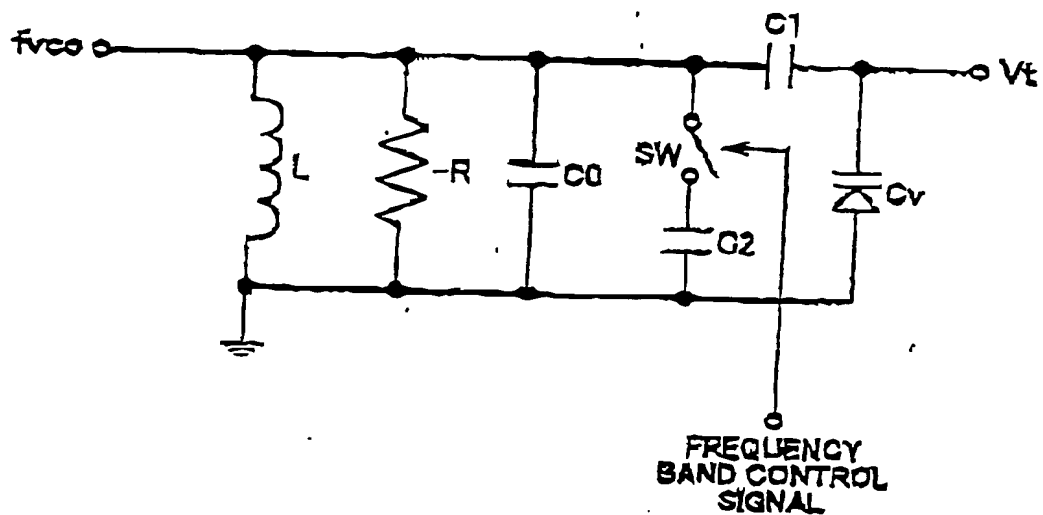 fvco
C1
Vt
L
-R
C0
SW
C2
Cv
FREQUENCY
BAND CONTROL
SIGNAL